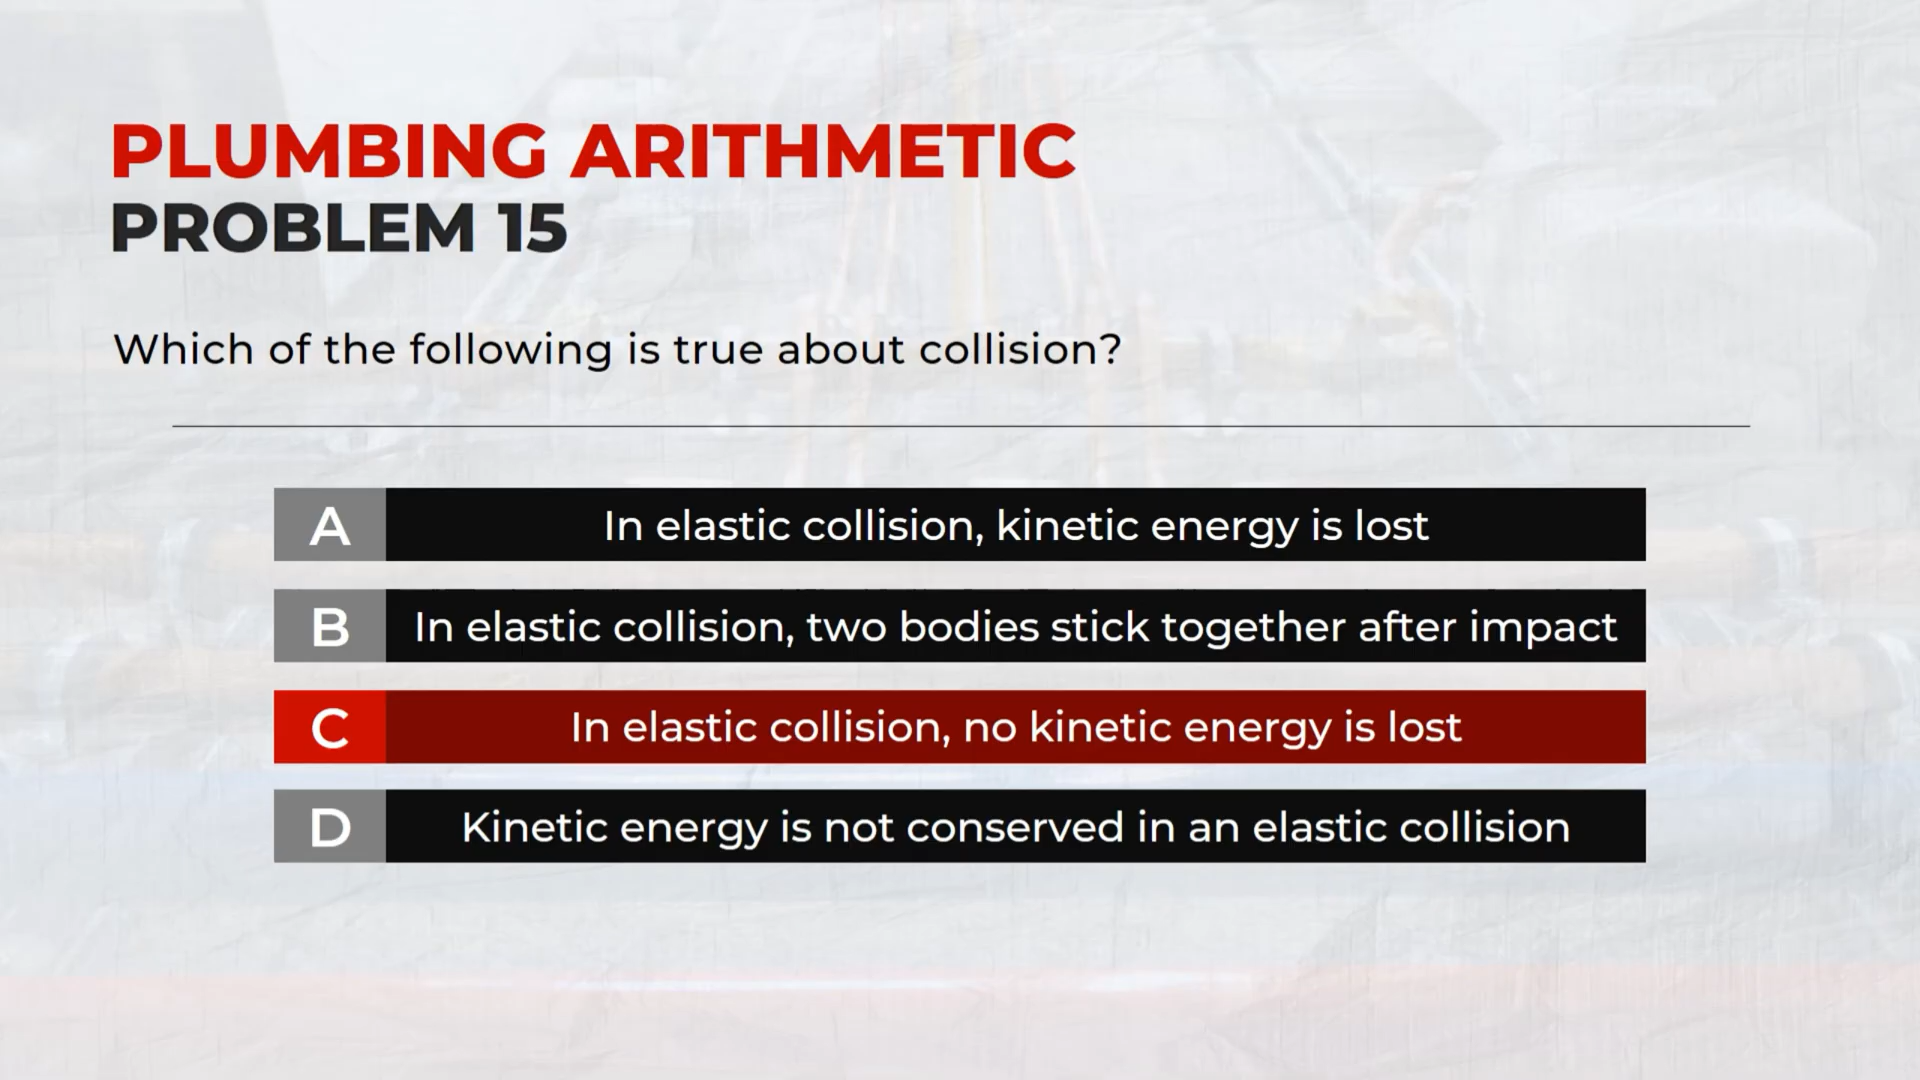 PLUMBING ARITHMETIC
PROBLEM 15
Which of the following is true about collision?
A In elastic collision, kinetic energy is lost
B In elastic collision, two bodies stick together after impact
C In elastic collision, no kinetic energy is lost
D Kinetic energy is not conserved in an elastic collision